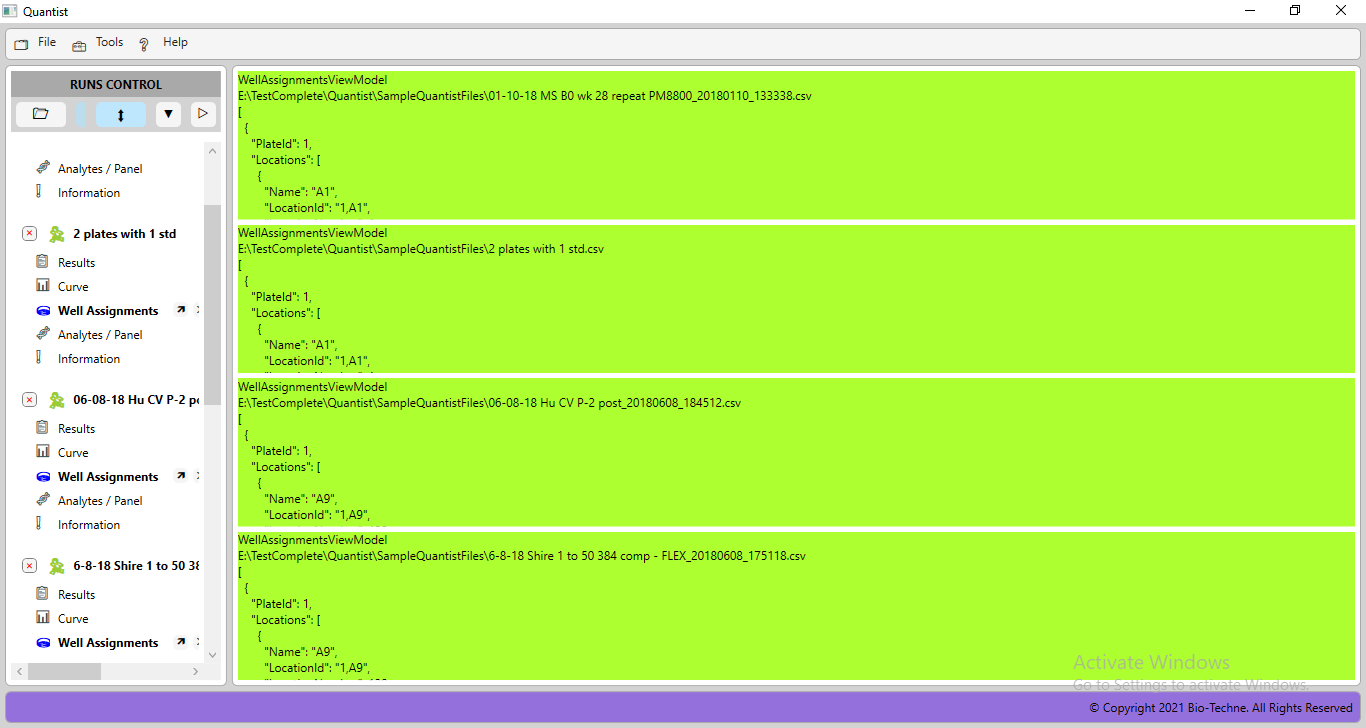 Quantist
File Tools ? Help
RUNS CONTROL
Analytes / Panel
Information
2 plates with 1 std
Results
Curve
Well Assignments
Analytes / Panel
Information
06-08-18 Hu CV P-2 po
Results
Curve
Well Assignments
Analytes / Panel
Information
6-8-18 Shire 1 to 50 38
Results
Curve
Well Assignments
WellAssignmentsViewModel
E:\TestComplete\Quantist\SampleQuantistFiles\01-10-18 MS B0 wk 28 repeat PM8800_20180110_133338.csv
[
{
"PlateId": 1,
"Locations": [
{
"Name": "A1",
"LocationId": "1,A1",
WellAssignmentsViewModel
E:\TestComplete\Quantist\SampleQuantistFiles\2 plates with 1 std.csv
[
{
"PlateId": 1,
"Locations": [
{
"Name": "A1",
"LocationId": "1,A1",
WellAssignmentsViewModel
E:\TestComplete\Quantist\SampleQuantistFiles\06-08-18 Hu CV P-2 post_20180608_184512.csv
[
{
"PlateId": 1,
"Locations": [
{
"Name": "A9",
"LocationId": "1,A9",
WellAssignmentsViewModel
E:\TestComplete\Quantist\SampleQuantistFiles\6-8-18 Shire 1 to 50 384 comp - FLEX_20180608_175118.csv
[
{
"PlateId": 1,
"Locations": [
{
"Name": "A9",
"LocationId": "1,A9",
Activate Windows
Go to Settings to activate Windows.
© Copyright 2021 Bio-Techne. All Rights Reserved